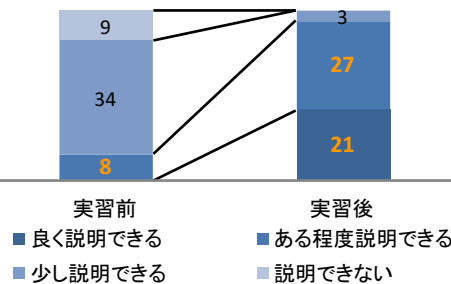 9
3
34
27
8
21
実習前
実習後
良く説明できる
ある程度説明できる
少し説明できる
説明できない